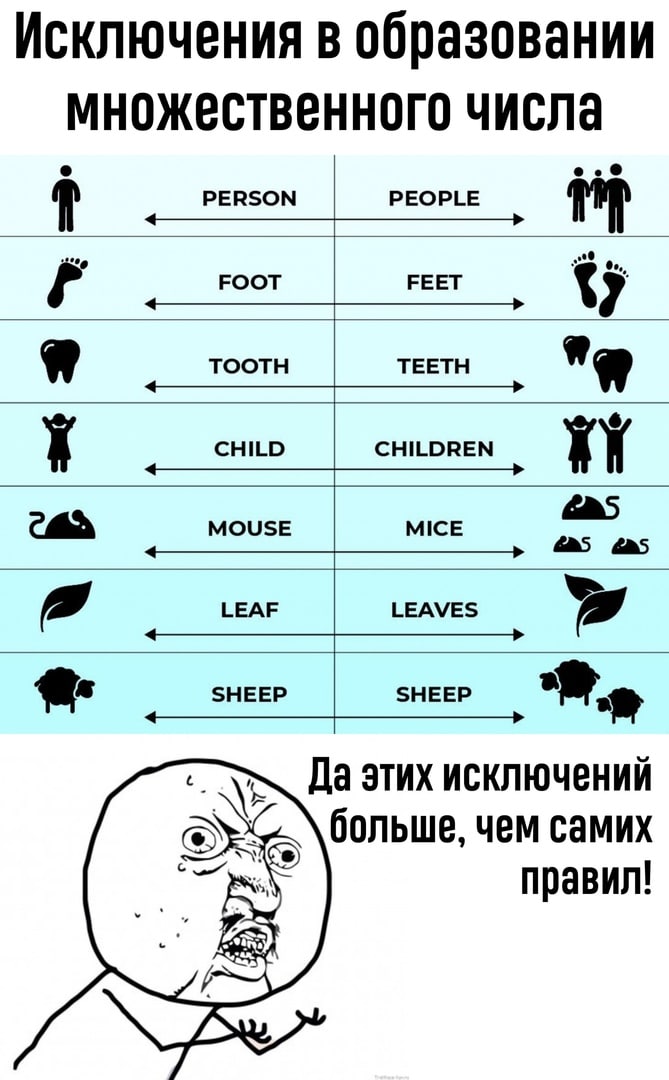 Исключения в образовании
множественного числа
PERSON PEOPLE
FOOT FEET
TOOTH TEETH
CHILD CHILDREN
MOUSE MICE
LEAF LEAVES
SHEEP SHEEP
Да этих исключений
больше, чем самих
правил!